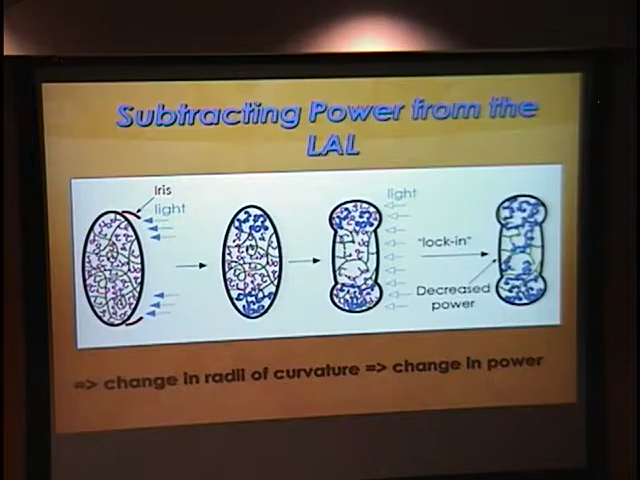 Subtracting Power from the
LAL
Iris
light
light
"lock-in"
Decreased
power
=> change in radii of curvature => change in power